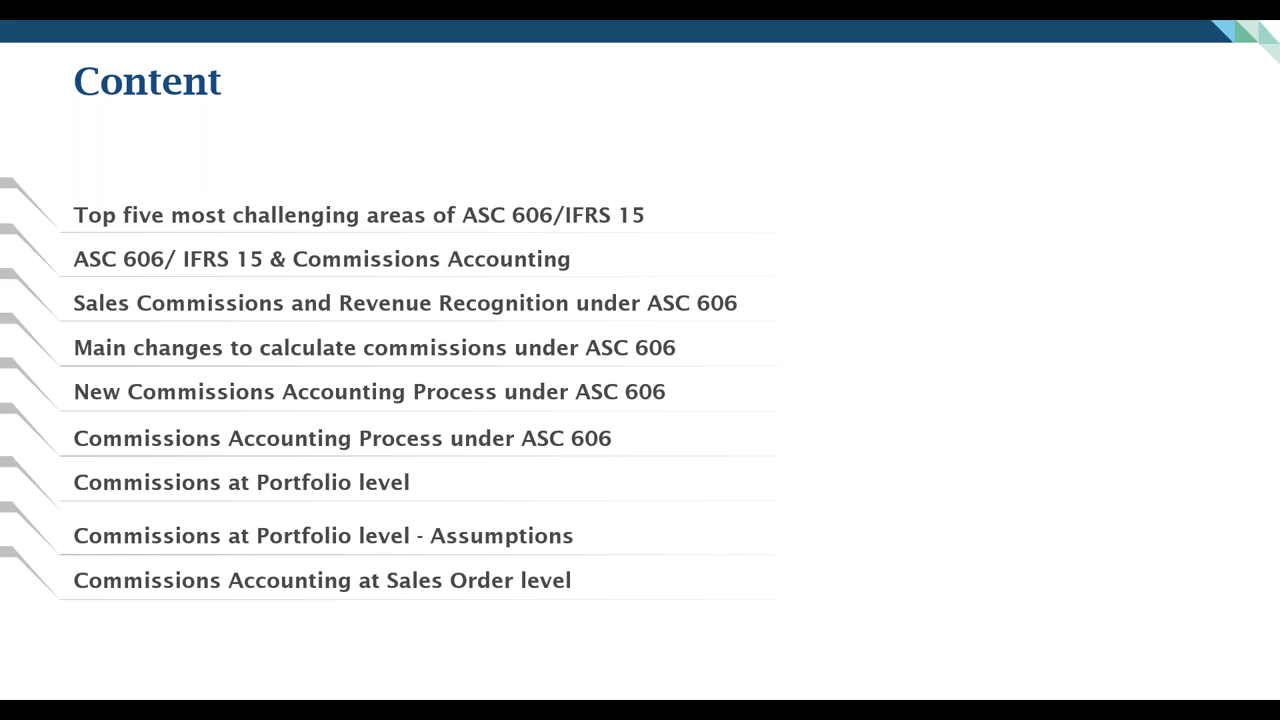 Content
Top five most challenging areas of ASC 606/IFRS 15
ASC 606/ IFRS 15 & Commissions Accounting
Sales Commissions and Revenue Recognition under ASC 606
Main changes to calculate commissions under ASC 606
New Commissions Accounting Process under ASC 606
Commissions Accounting Process under ASC 606
Commissions at Portfolio level
Commissions at Portfolio level - Assumptions
Commissions Accounting at Sales Order level